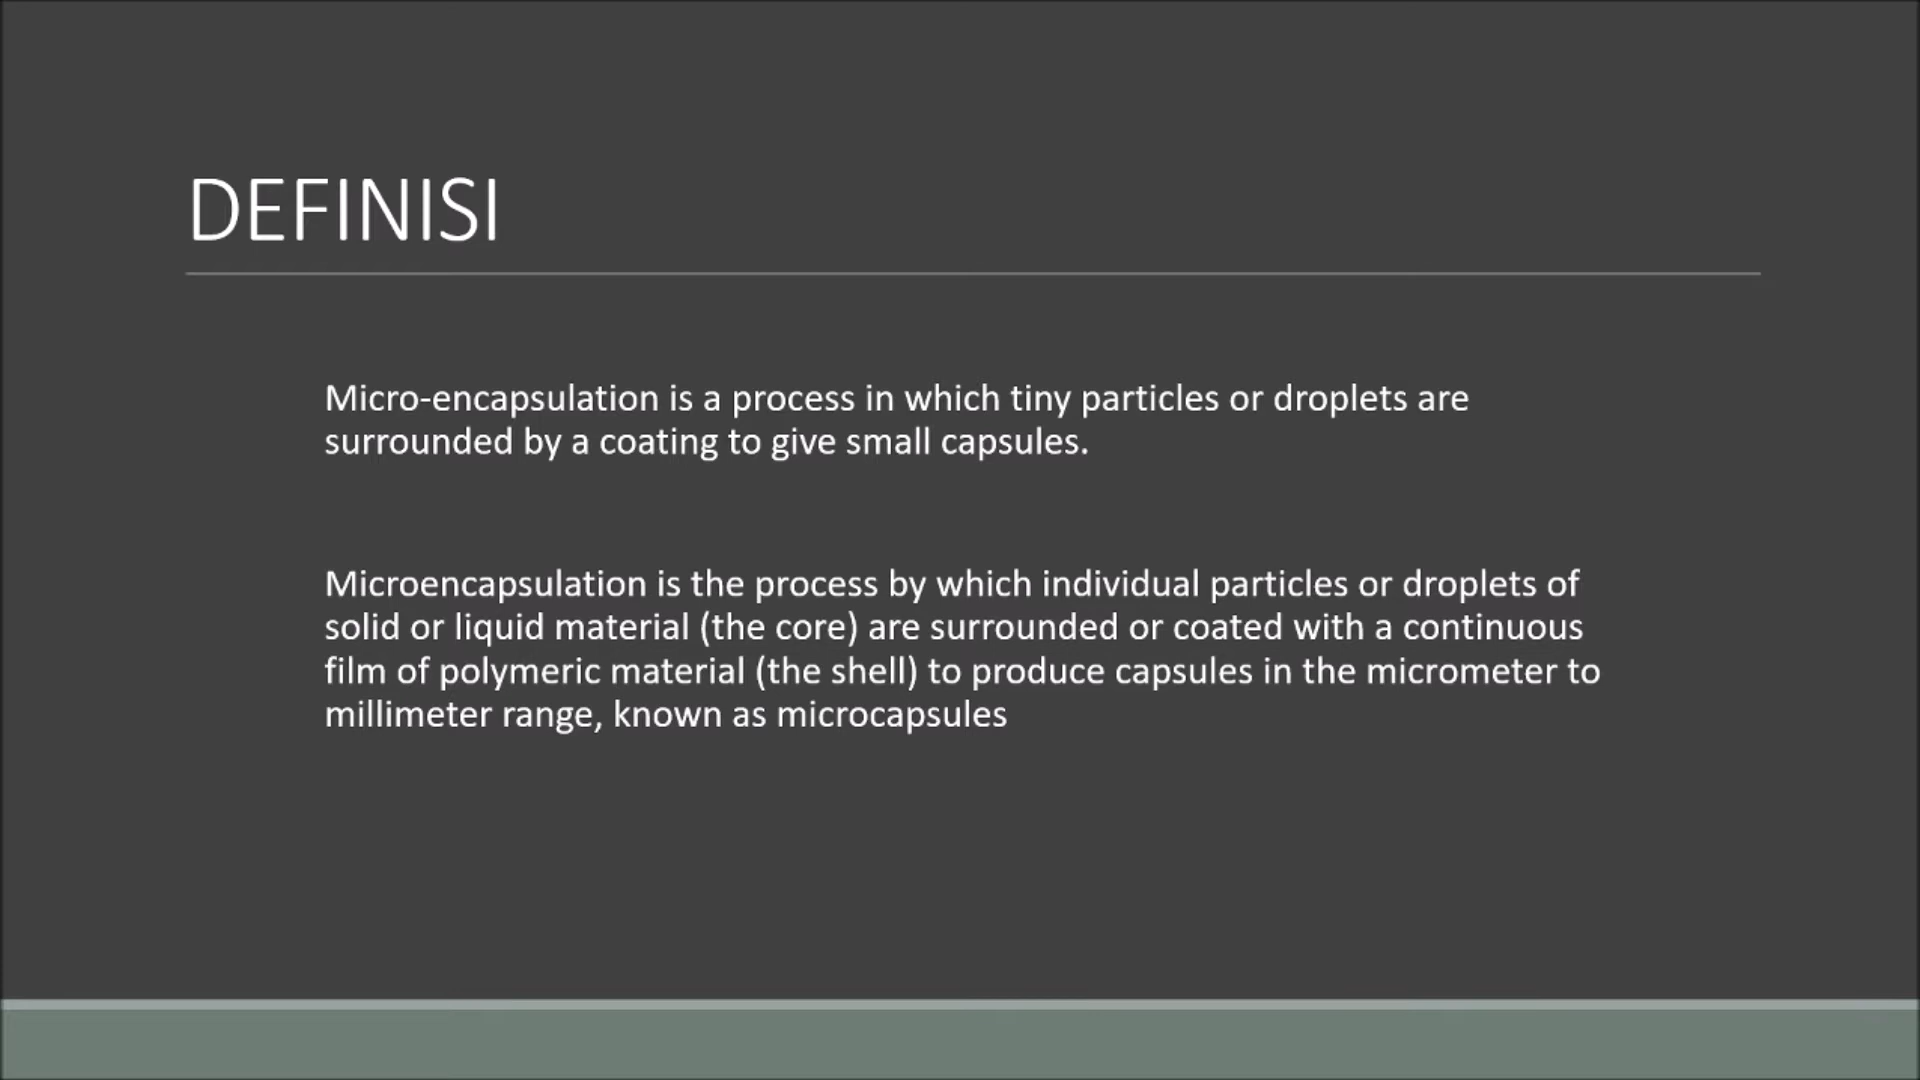 DEFINISI
Micro-encapsulation is a process in which tiny particles or droplets are
surrounded by a coating to give small capsules.
Microencapsulation is the process by which individual particles or droplets of
solid or liquid material (the core) are surrounded or coated with a continuous
film of polymeric material (the shell) to produce capsules in the micrometer to
millimeter range, known as microcapsules